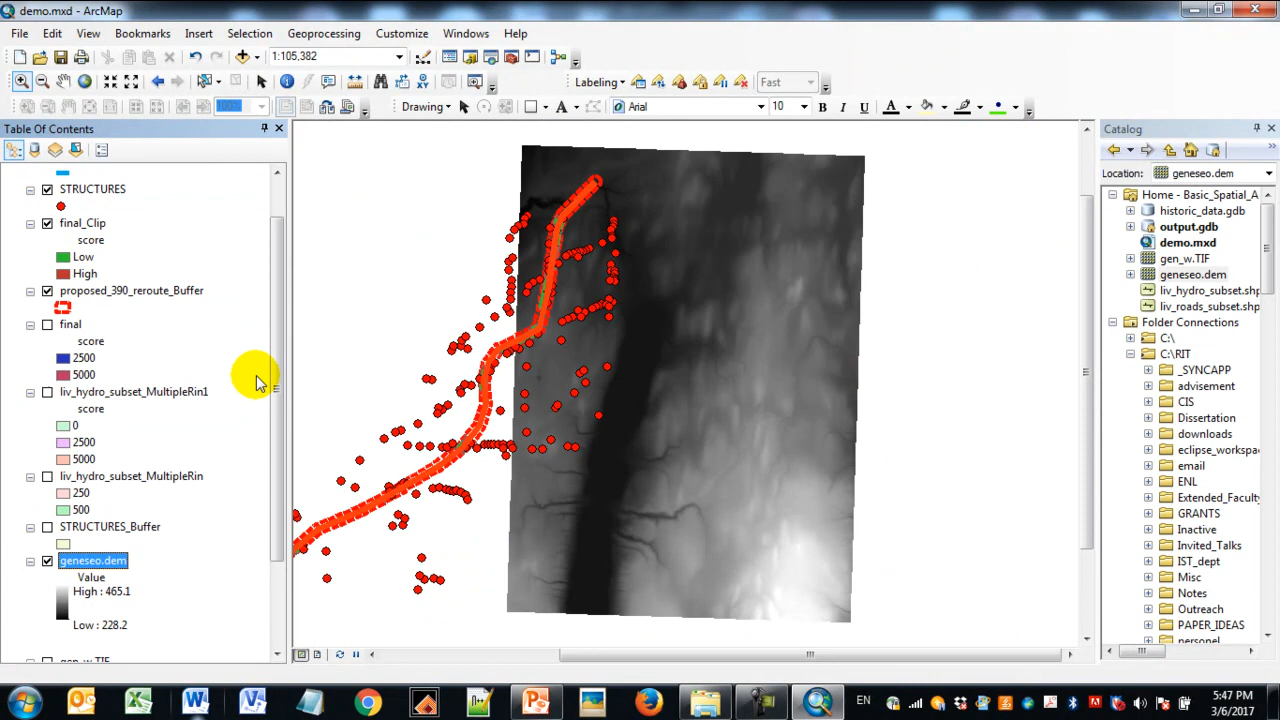 demo.mxd - ArcMap
File Edit View Bookmarks Insert Selection Geoprocessing Customize Windows Help
1:105,382
Labeling Fast
100%
Drawing A Arial 10 B I U A
Table Of Contents
STRUCTURES
final_Clip
score
Low
High
proposed_390_reroute_Buffer
final
score
2500
5000
liv_hydro_subset_MultipleRin1
score
0
2500
5000
liv_hydro_subset_MultipleRin
250
500
STRUCTURES_Buffer
geneseo.dem
Value
High : 465.1
Low : 228.2
gen_w.TIF
Catalog
Location: geneseo.dem
Home - Basic_Spatial_A
historic_data.gdb
output.gdb
demo.mxd
gen_w.TIF
geneseo.dem
liv_hydro_subset.shp
liv_roads_subset.shp
Folder Connections
C:\
C:\RIT
_SYNCAPP
advisement
CIS
Dissertation
downloads
eclipse_workspa
email
ENL
Extended_Faculty
GRANTS
Inactive
Invited_Talks
IST_dept
Misc
Notes
Outreach
PAPER_IDEAS
personel
EN
5:47 PM
3/6/2017